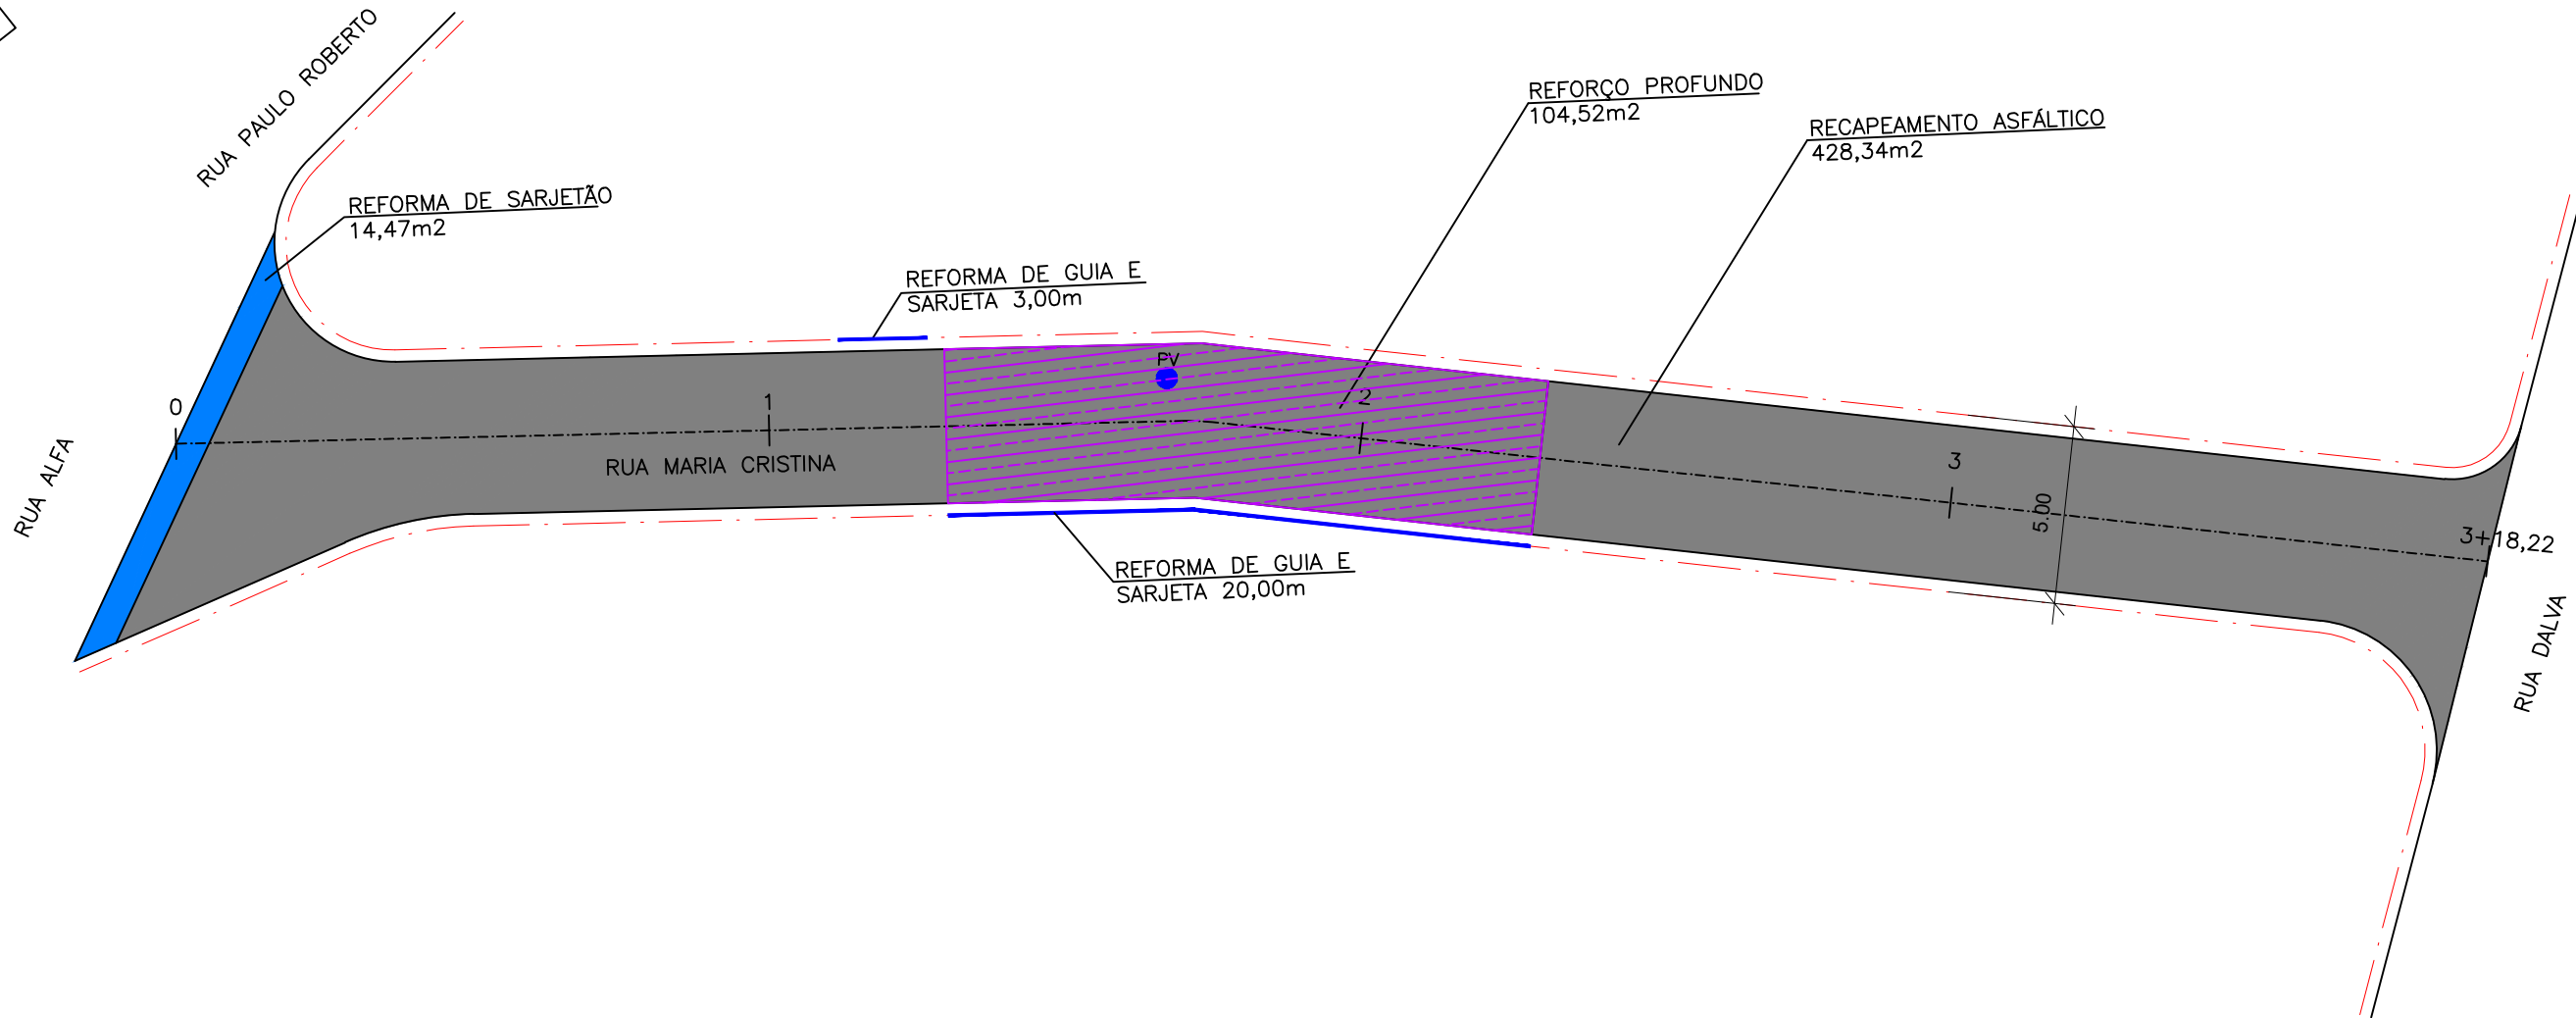 RUA PAULO ROBERTO
REFORÇO PROFUNDO
104,52m2
RECAPEAMENTO ASFÁLTICO
428,34m2
REFORMA DE SARJETÃO
14,47m2
REFORMA DE GUIA E
SARJETA 3,00m
PV
0
1
2
RUA MARIA CRISTINA
3
5.00
RUA ALFA
3+18,22
REFORMA DE GUIA E
SARJETA 20,00m
RUA DALVA